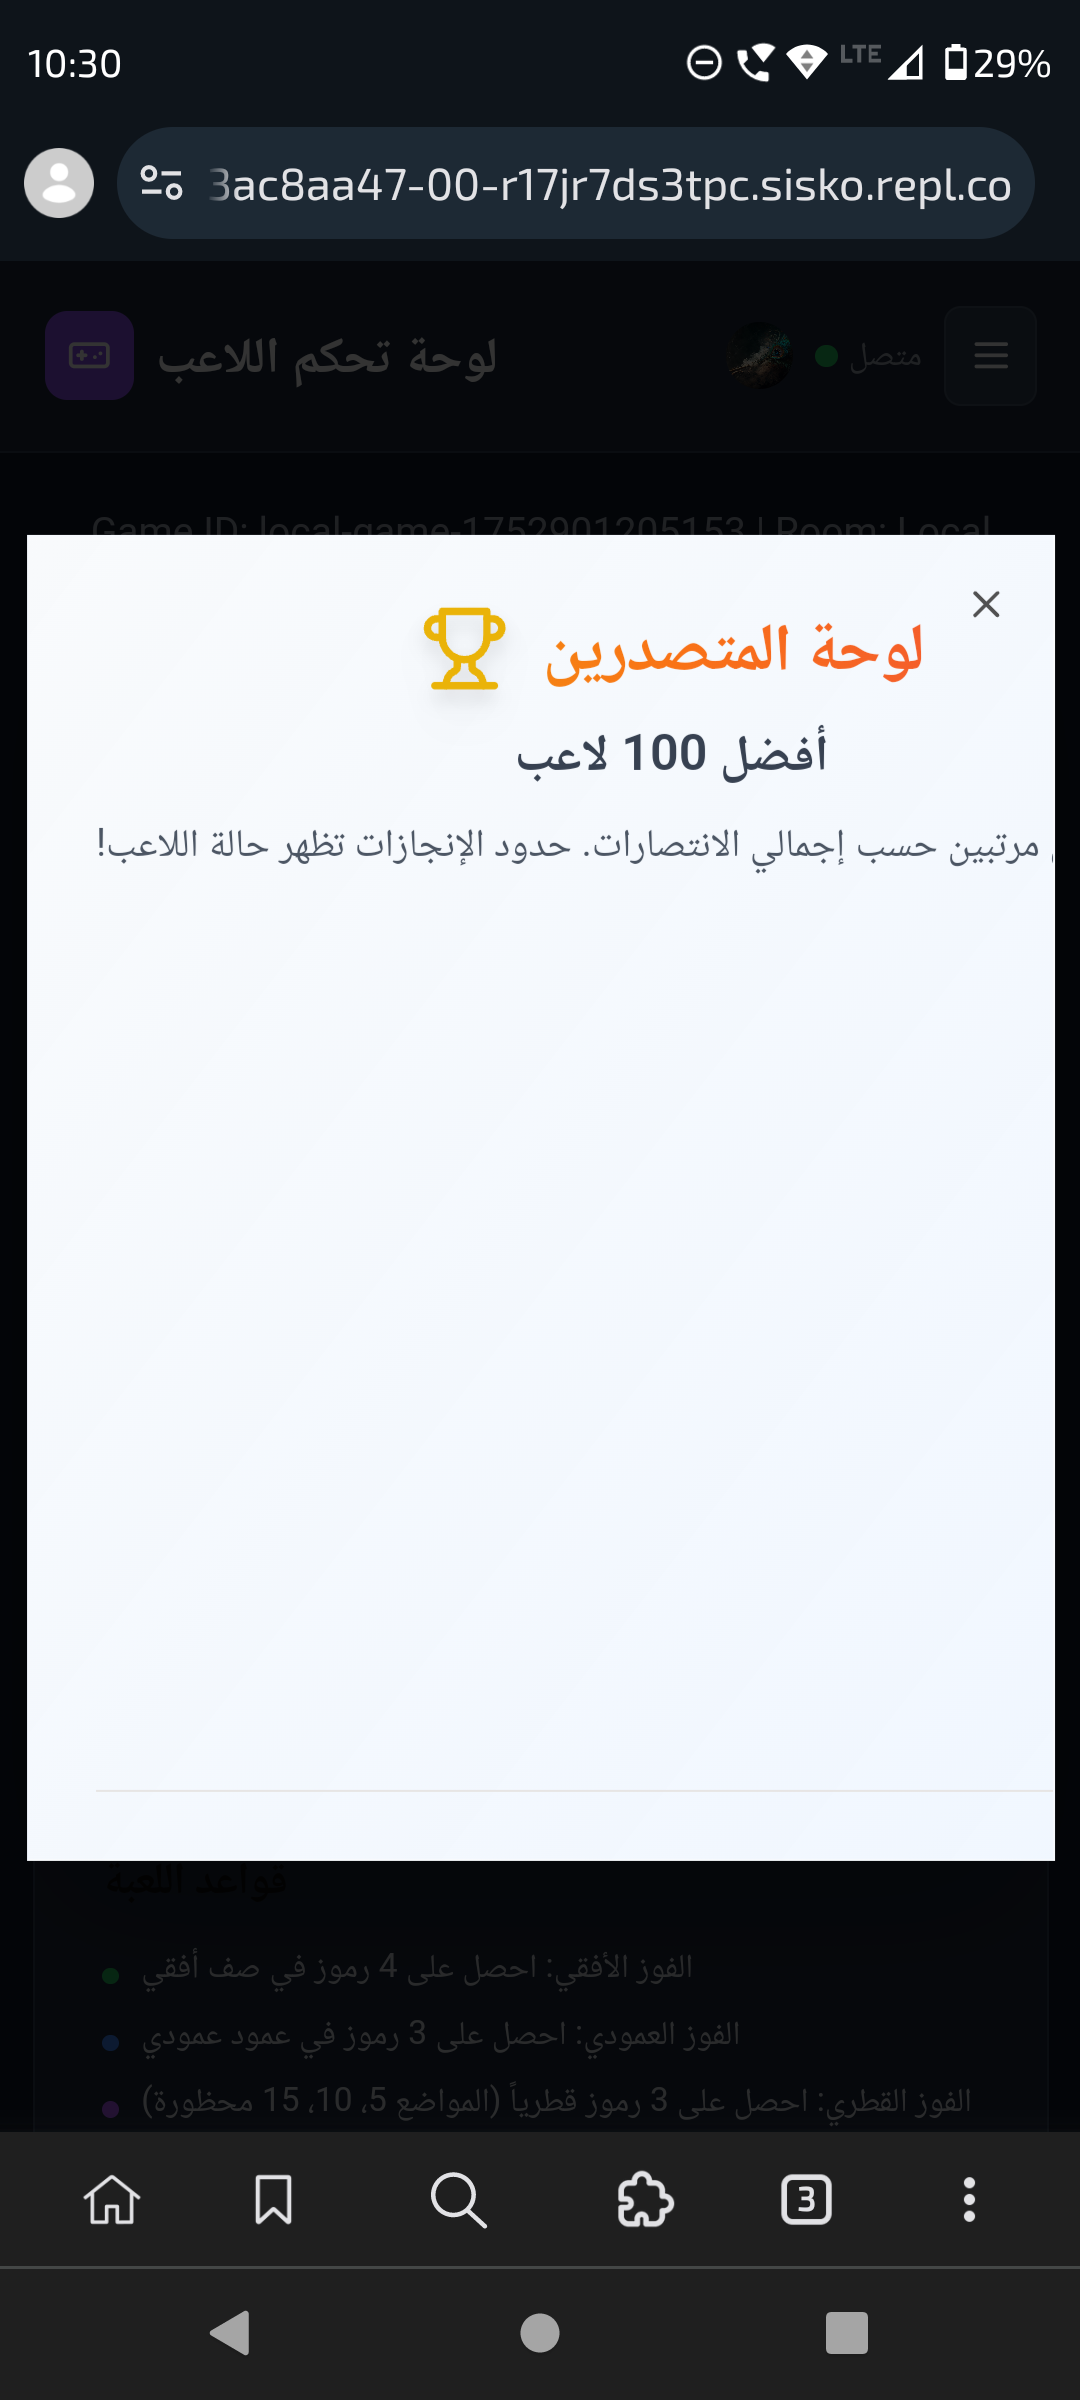 10:30
LTE
29%
3ac8aa47-00-r17jr7ds3tpc.sisko.repl.co
لوحة تحكم اللاعب
متصل
Game ID: local-game-1752901205153 | Room: Local
لوحة المتصدرين
أفضل 100 لاعب
مرتبين حسب إجمالي الانتصارات. حدود الإنجازات تظهر حالة اللاعب!
قواعد اللعبة
الفوز الأفقي: احصل على 4 رموز في صف أفقي
الفوز العمودي: احصل على 3 رموز في عمود عمودي
الفوز القطري: احصل على 3 رموز قطرياً (المواضع 5، 10، 15 محظورة)
3